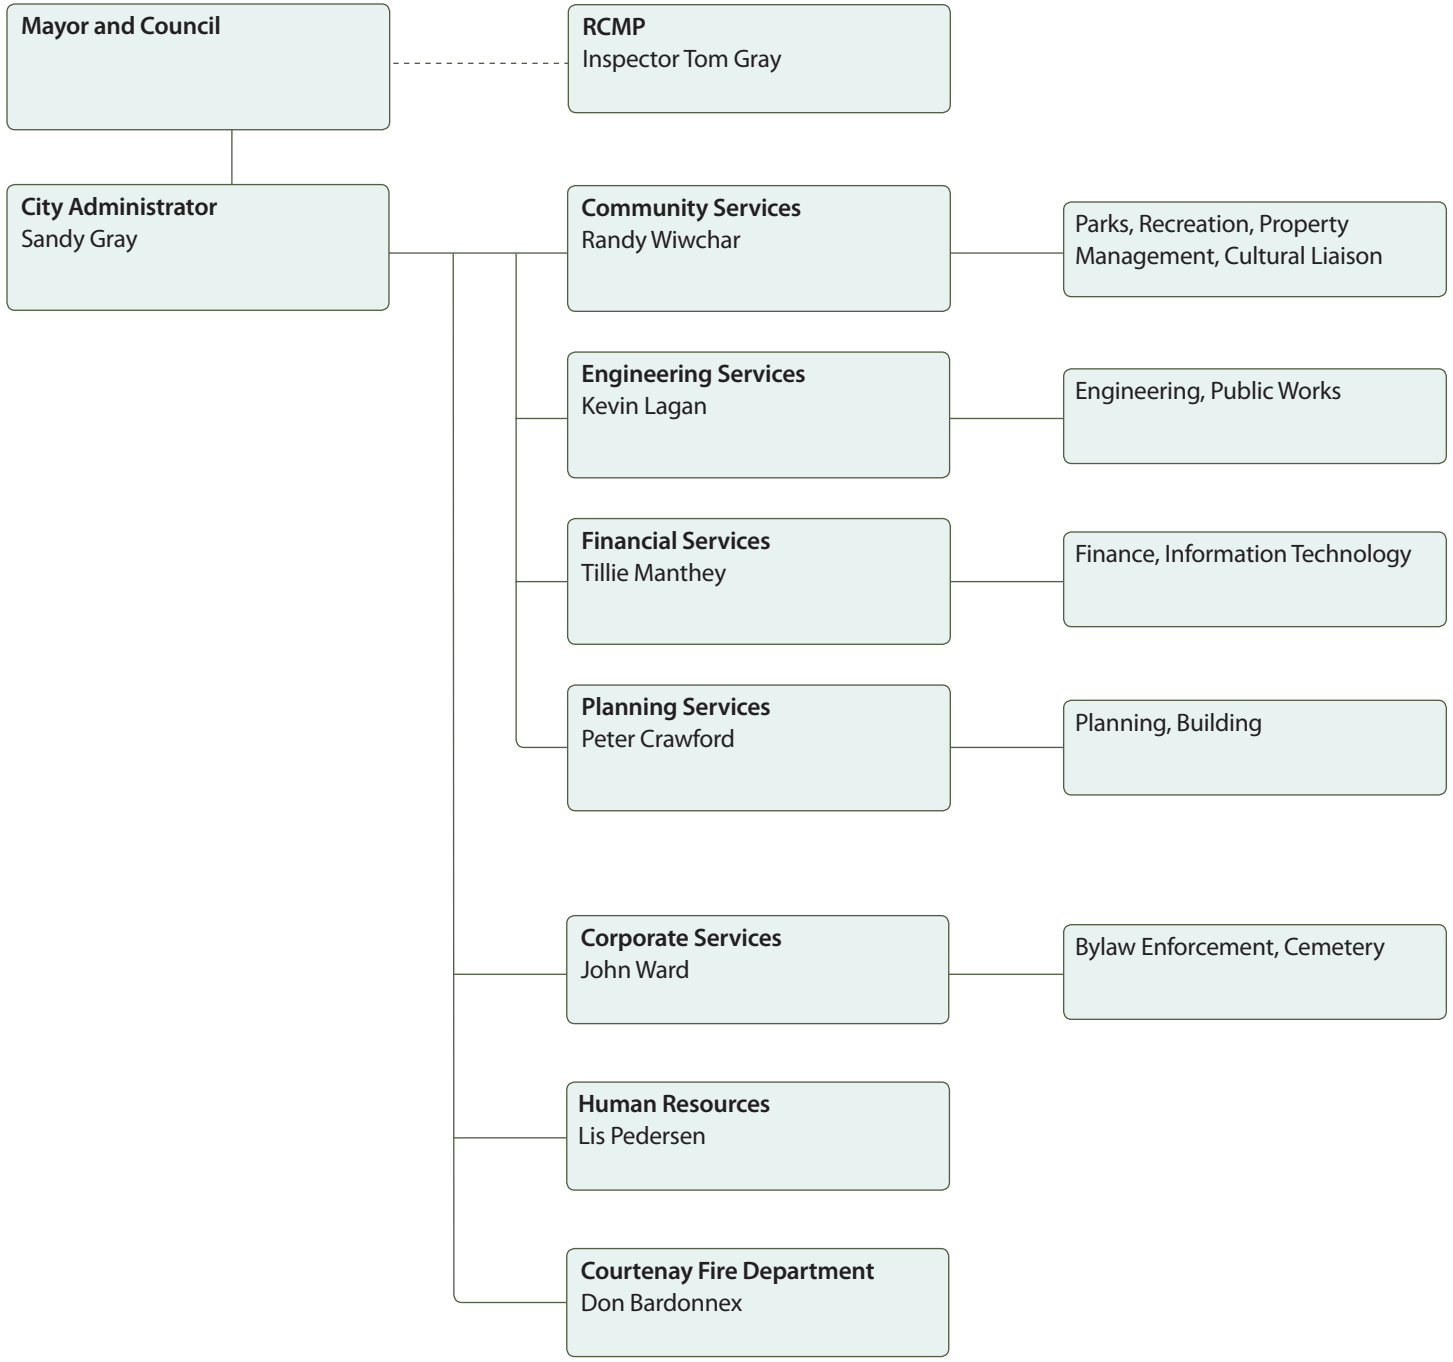 Mayor and Council
RCMP
Inspector Tom Gray
City Administrator
Sandy Gray
Community Services
Randy Wiwchar
Parks, Recreation, Property
Management, Cultural Liaison
Engineering Services
Kevin Lagan
Engineering, Public Works
Financial Services
Tillie Manthey
Finance, Information Technology
Planning Services
Peter Crawford
Planning, Building
Corporate Services
John Ward
Bylaw Enforcement, Cemetery
Human Resources
Lis Pedersen
Courtenay Fire Department
Don Bardonnex